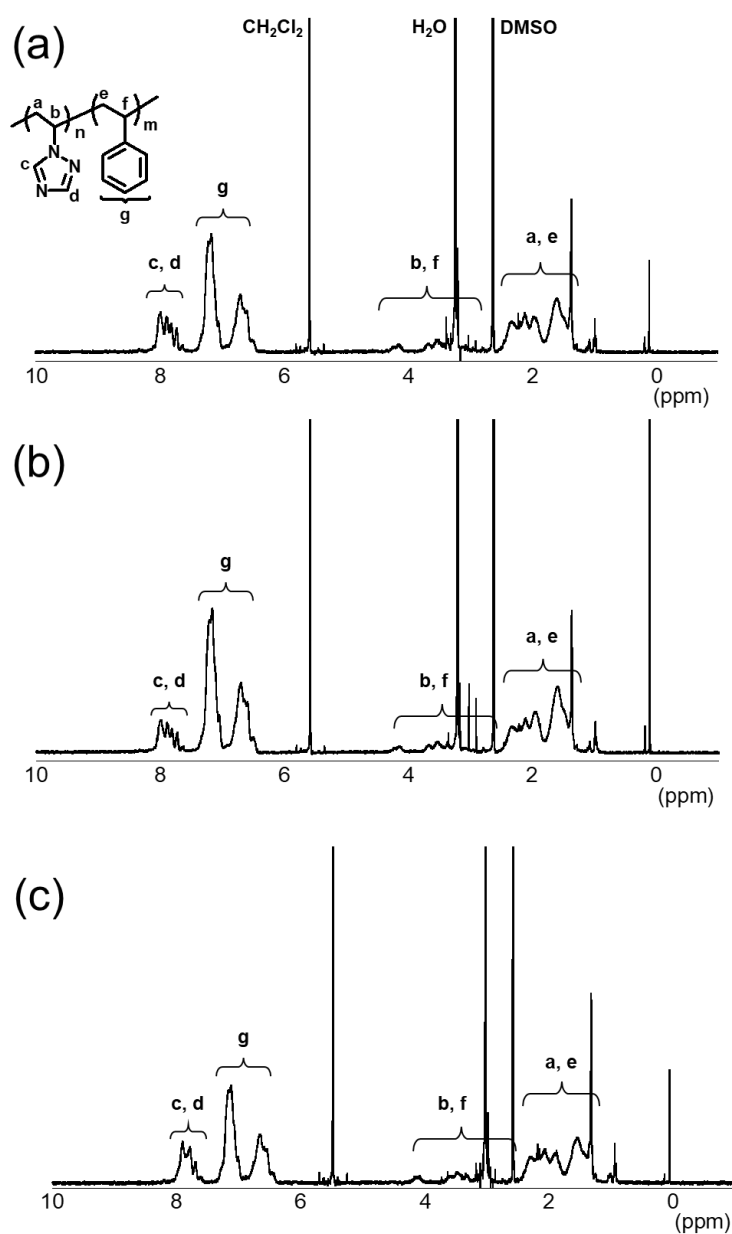 (a)
CH2Cl2 H2O DMSO
a b e f
n m
N N N
c d
g
c, d g b, f a, e
10 8 6 4 2 0
(ppm)
(b)
c, d g b, f a, e
10 8 6 4 2 0
(ppm)
(c)
c, d g b, f a, e
10 8 6 4 2 0
(ppm)